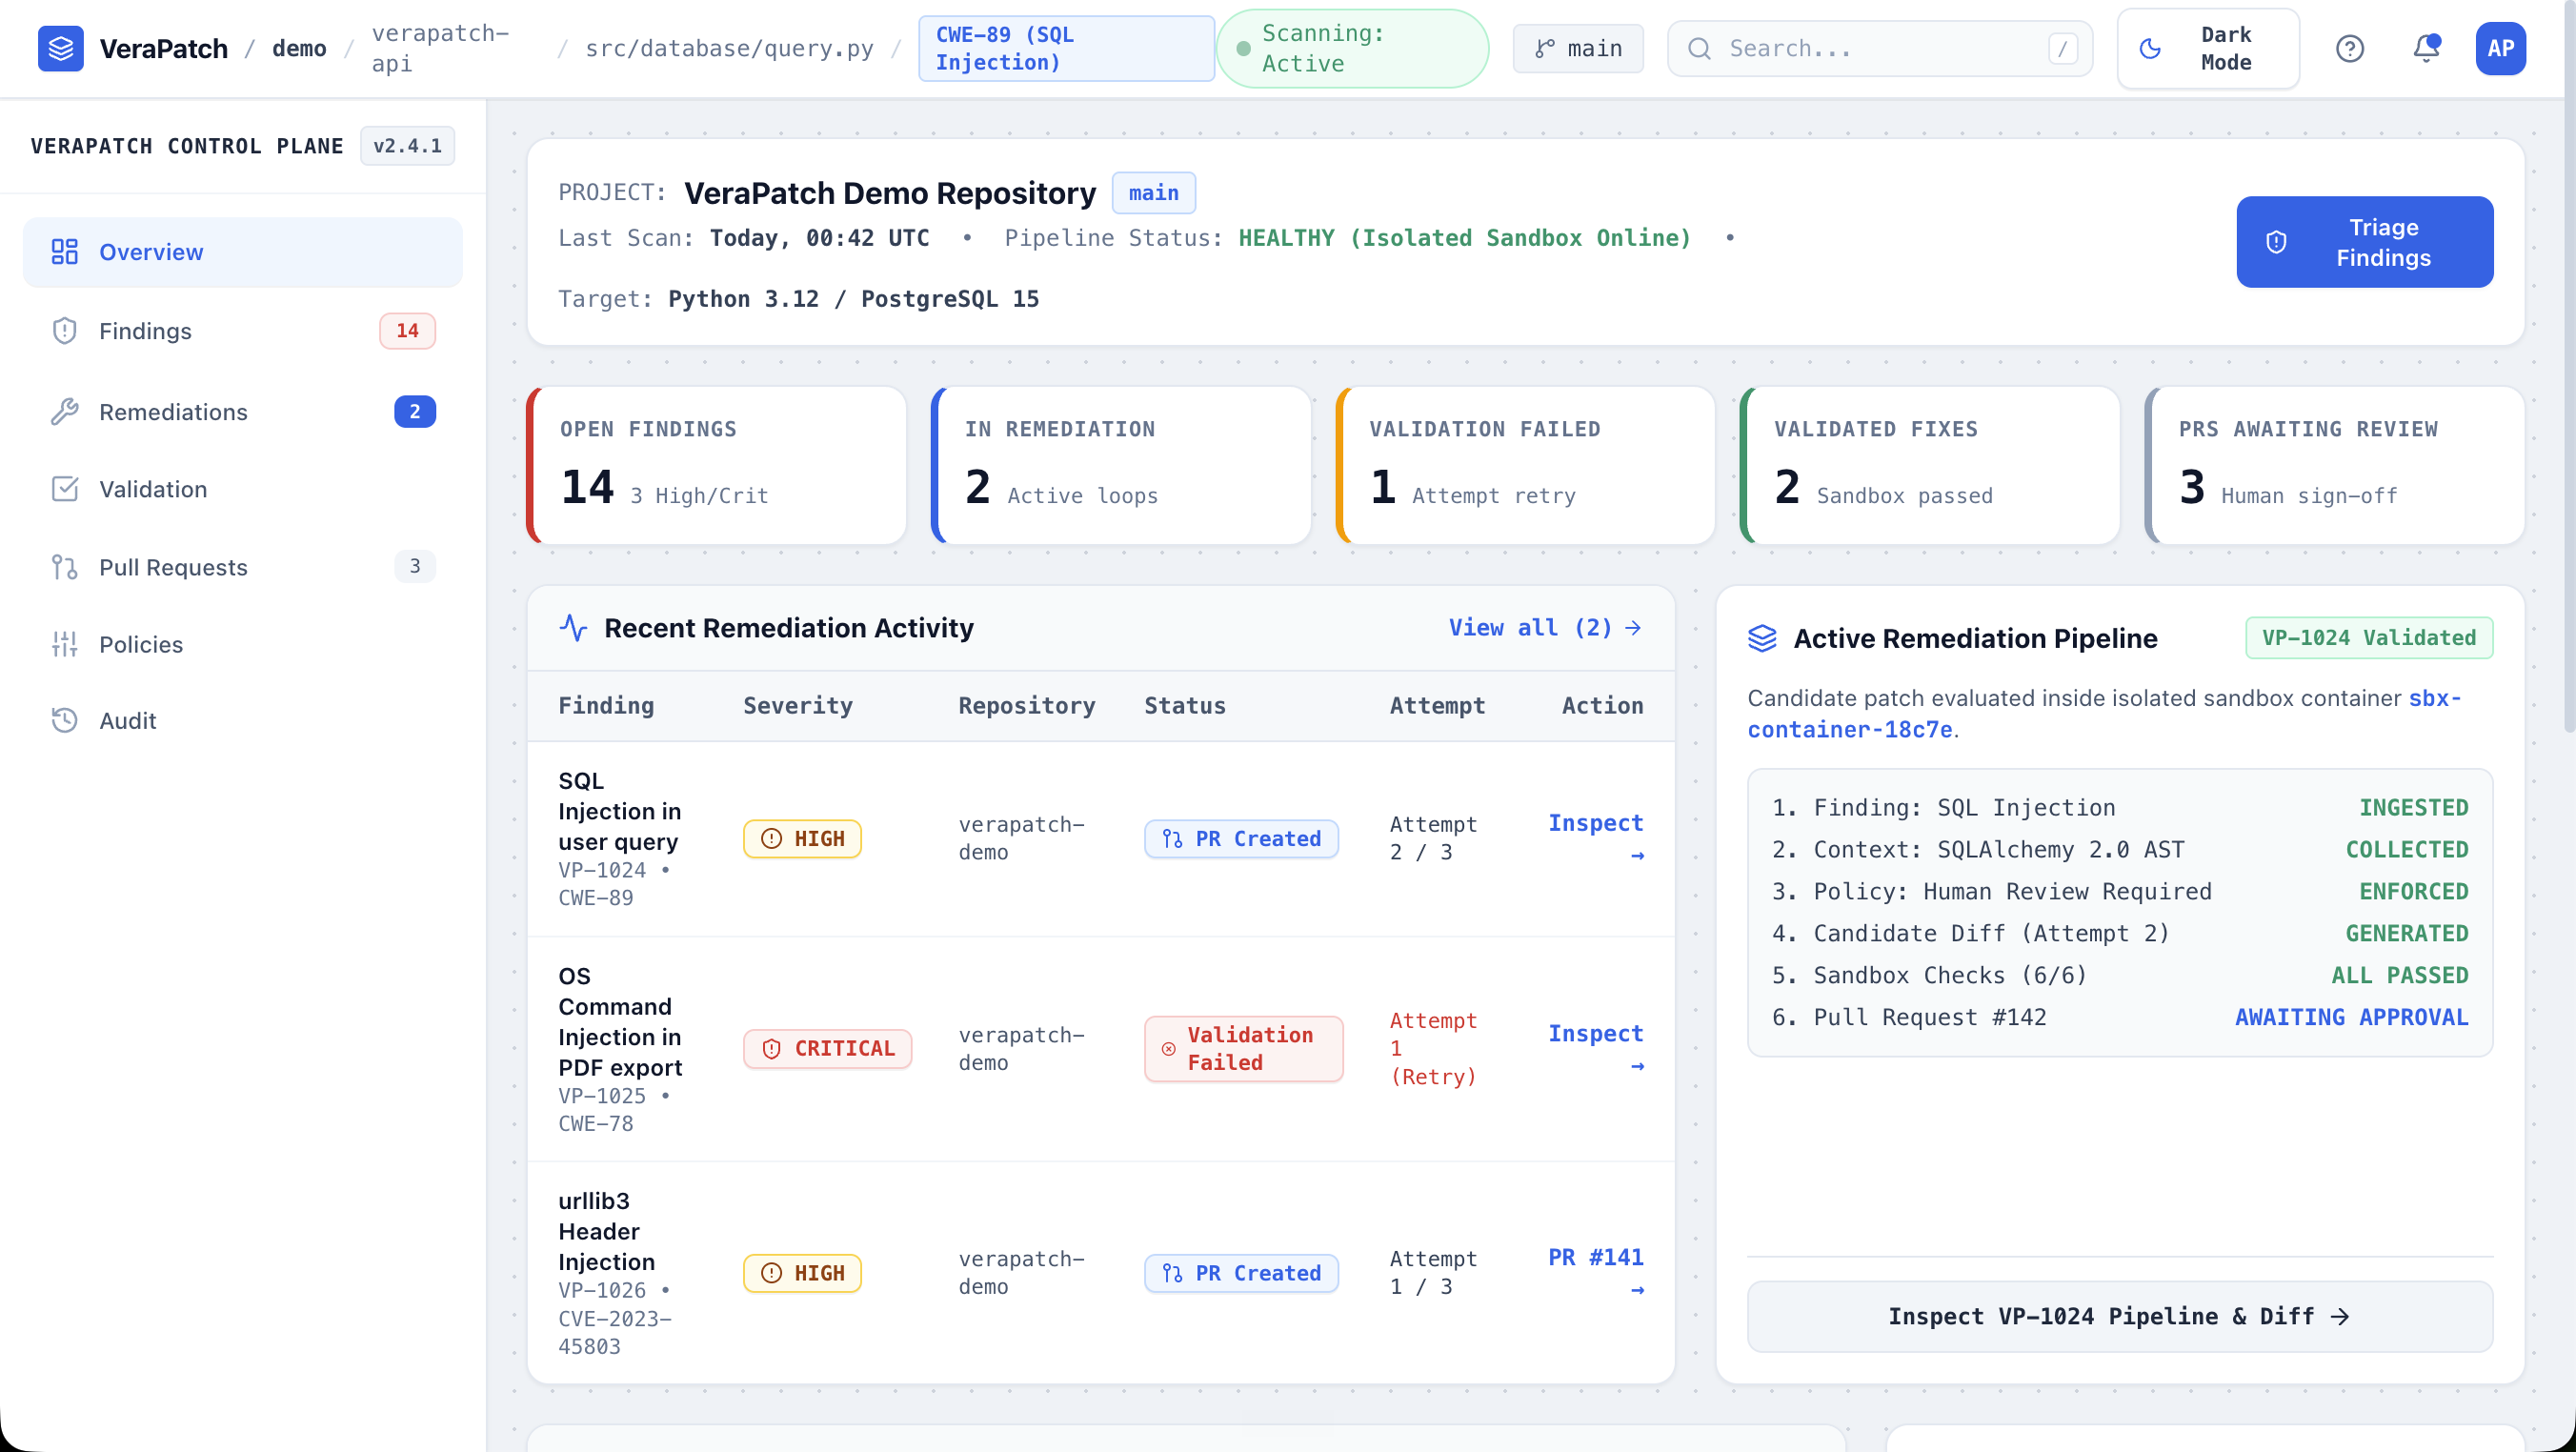 VeraPatch / demo / verapatch-api / src/database/query.py / CWE-89 (SQL Injection)
Scanning: Active
main
Search... /
Dark Mode
AP
VERAPATCH CONTROL PLANE v2.4.1
Overview
Findings 14
Remediations 2
Validation
Pull Requests 3
Policies
Audit
PROJECT: VeraPatch Demo Repository main
Last Scan: Today, 00:42 UTC • Pipeline Status: HEALTHY (Isolated Sandbox Online) •
Target: Python 3.12 / PostgreSQL 15
Triage
Findings
OPEN FINDINGS
14 3 High/Crit
IN REMEDIATION
2 Active loops
VALIDATION FAILED
1 Attempt retry
VALIDATED FIXES
2 Sandbox passed
PRS AWAITING REVIEW
3 Human sign-off
Recent Remediation Activity
View all (2) →
Finding Severity Repository Status Attempt Action
SQL
Injection in
user query
VP-1024 •
CWE-89
HIGH
verapatch-
demo
PR Created
Attempt
2 / 3
Inspect
→
OS
Command
Injection in
PDF export
VP-1025 •
CWE-78
CRITICAL
verapatch-
demo
Validation
Failed
Attempt
1
(Retry)
Inspect
→
urllib3
Header
Injection
VP-1026 •
CVE-2023-
45803
HIGH
verapatch-
demo
PR Created
Attempt
1 / 3
PR #141
→
Active Remediation Pipeline
VP-1024 Validated
Candidate patch evaluated inside isolated sandbox container sbx-
container-18c7e.
1. Finding: SQL Injection INGESTED
2. Context: SQLAlchemy 2.0 AST COLLECTED
3. Policy: Human Review Required ENFORCED
4. Candidate Diff (Attempt 2) GENERATED
5. Sandbox Checks (6/6) ALL PASSED
6. Pull Request #142 AWAITING APPROVAL
Inspect VP-1024 Pipeline & Diff →